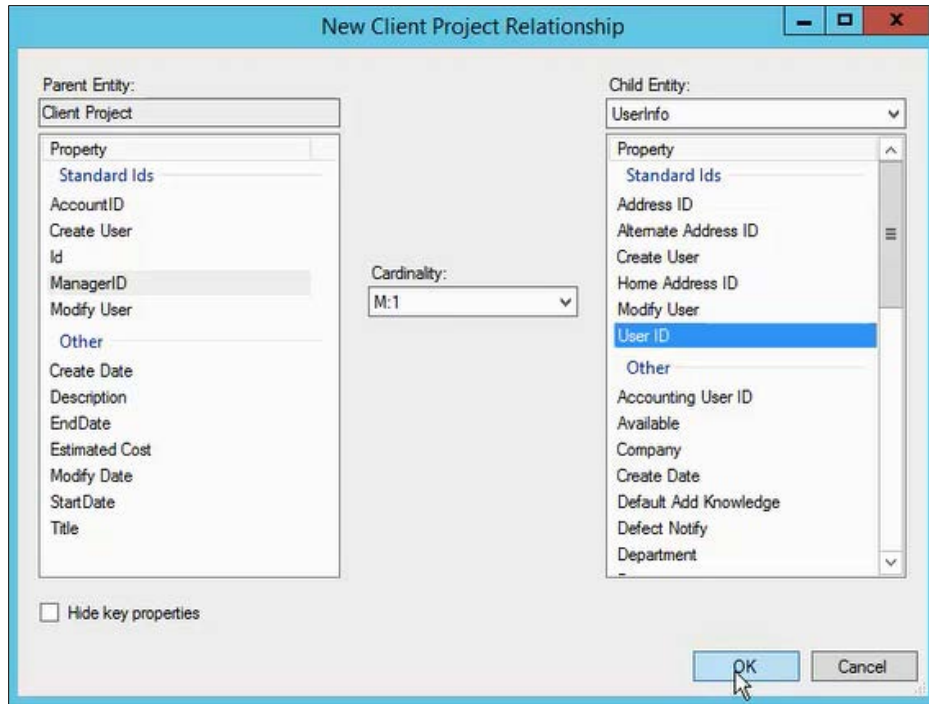 New Client Project Relationship
Parent Entity:
Client Project
Property
Standard Ids
AccountID
Create User
Id
ManagerID
Modify User
Other
Create Date
Description
EndDate
Estimated Cost
Modify Date
StartDate
Title
Cardinality:
M:1
Child Entity:
UserInfo
Property
Standard Ids
Address ID
Alternate Address ID
Create User
Home Address ID
Modify User
User ID
Other
Accounting User ID
Available
Company
Create Date
Default Add Knowledge
Defect Notify
Department
Hide key properties
OK
Cancel